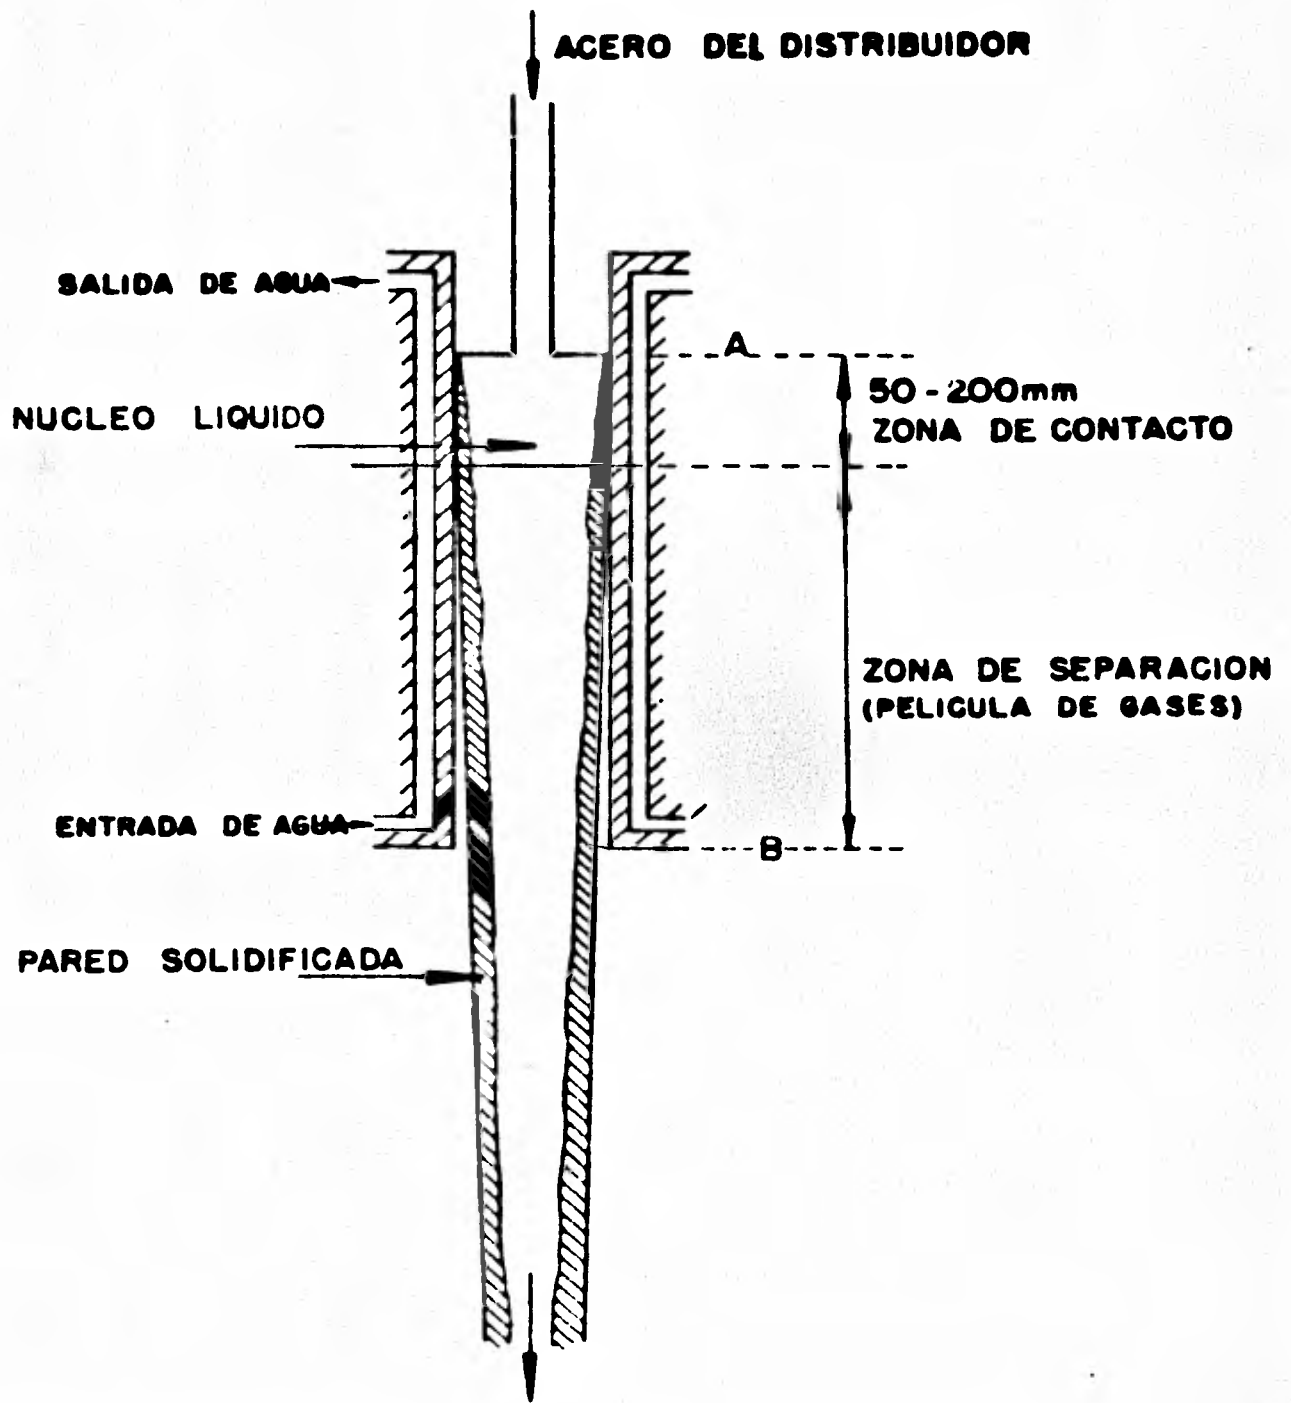 ACERO DEL DISTRIBUIDOR
SALIDA DE AGUA
A
50-200mm
NUCLEO LIQUIDO
ZONA DE CONTACTO
ZONA DE SEPARACION
(PELICULA DE GASES)
ENTRADA DE AGUA
B
PARED SOLIDIFICADA